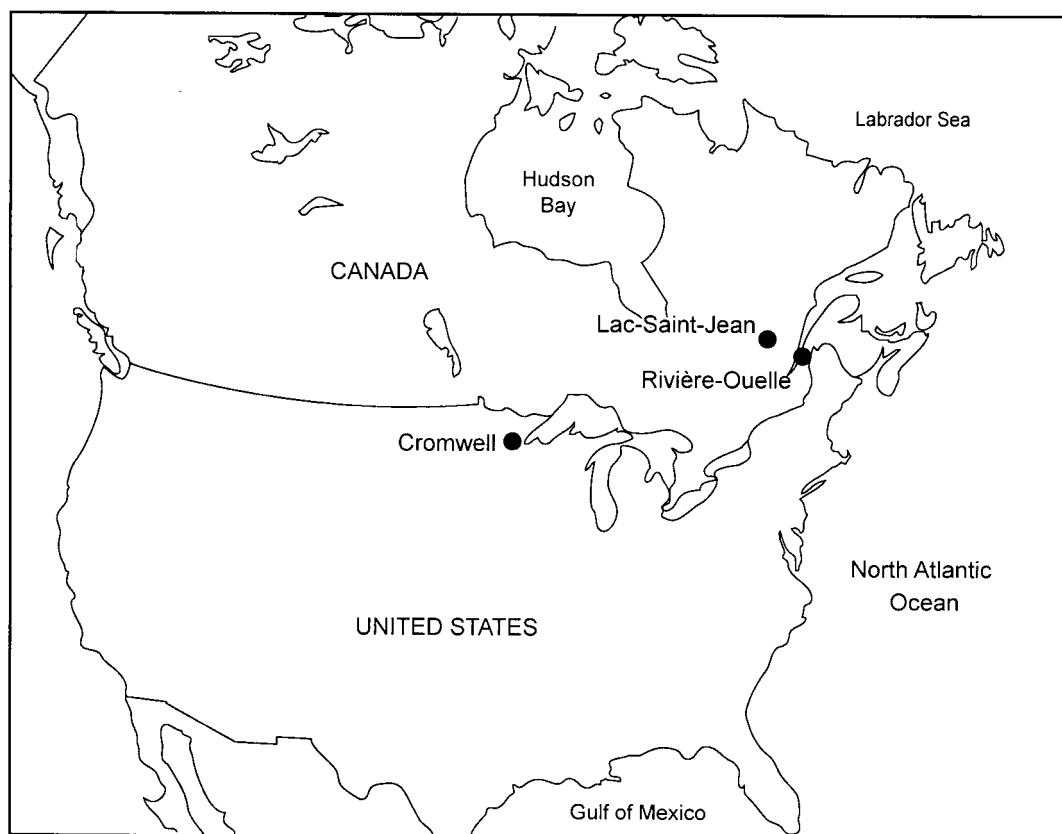 Labrador Sea
Hudson
Bay
CANADA
Lac-Saint-Jean
Rivière-Ouelle
Cromwell
North Atlantic
Ocean
UNITED STATES
Gulf of Mexico